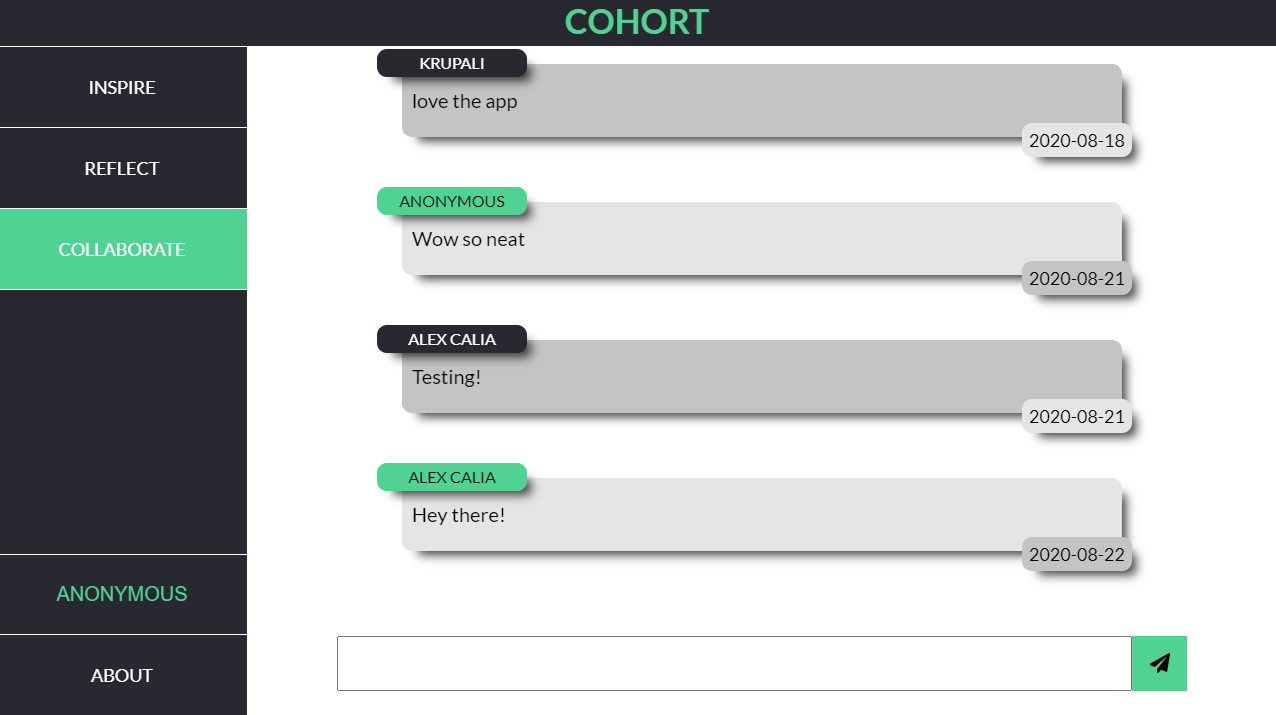 COHORT
INSPIRE
REFLECT
COLLABORATE
ANONYMOUS
ABOUT
KRUPALI
love the app
2020-08-18
ANONYMOUS
Wow so neat
2020-08-21
ALEX CALIA
Testing!
2020-08-21
ALEX CALIA
Hey there!
2020-08-22